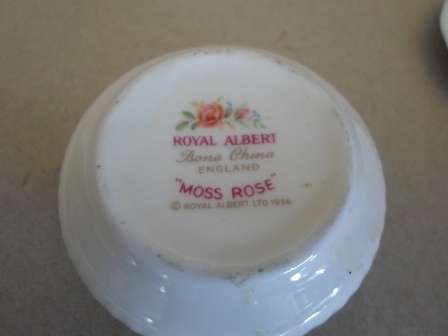 ROYAL ALBERT
Bone China
ENGLAND
"MOSS ROSE"
© ROYAL ALBERT LTD 1956